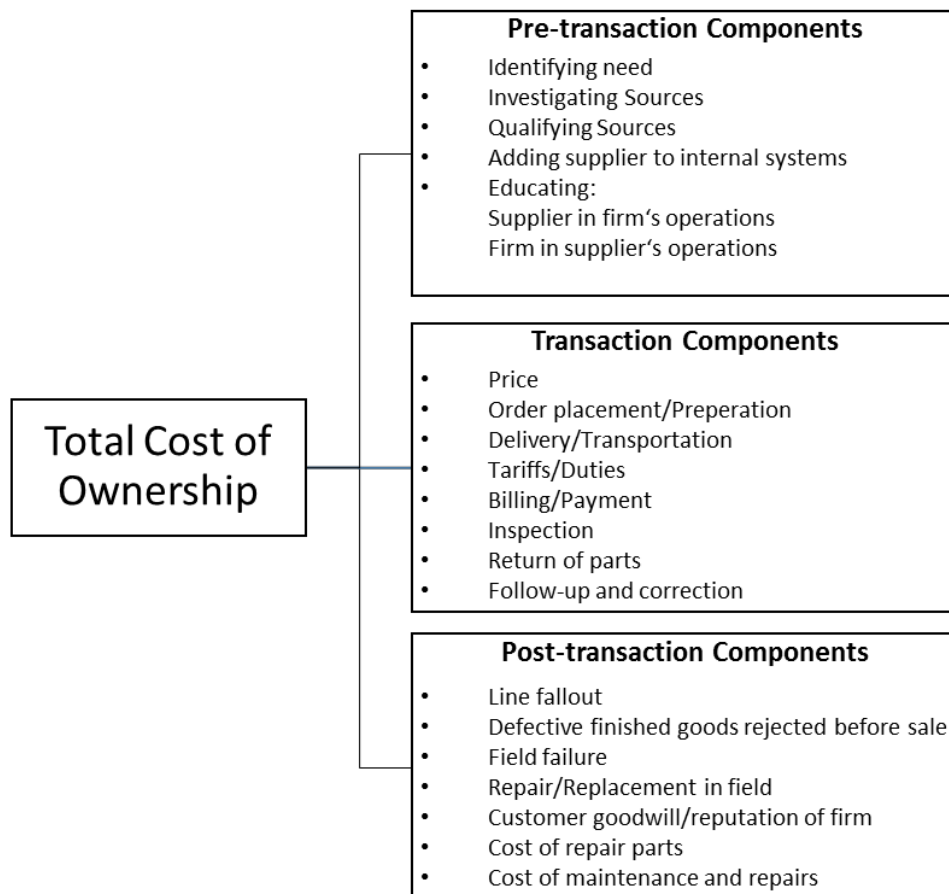 Total Cost of
Ownership
Pre-transaction Components
• Identifying need
• Investigating Sources
• Qualifying Sources
• Adding supplier to internal systems
• Educating:
Supplier in firm‘s operations
Firm in supplier‘s operations
Transaction Components
• Price
• Order placement/Preperation
• Delivery/Transportation
• Tariffs/Duties
• Billing/Payment
• Inspection
• Return of parts
• Follow-up and correction
Post-transaction Components
• Line fallout
• Defective finished goods rejected before sale
• Field failure
• Repair/Replacement in field
• Customer goodwill/reputation of firm
• Cost of repair parts
• Cost of maintenance and repairs